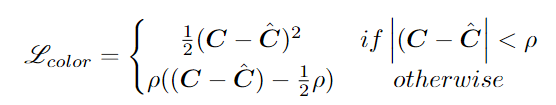 ℒ_color = { ½(C − Ĉ)²   if |(C − Ĉ| < ρ
ρ((C − Ĉ) − ½ρ)   otherwise